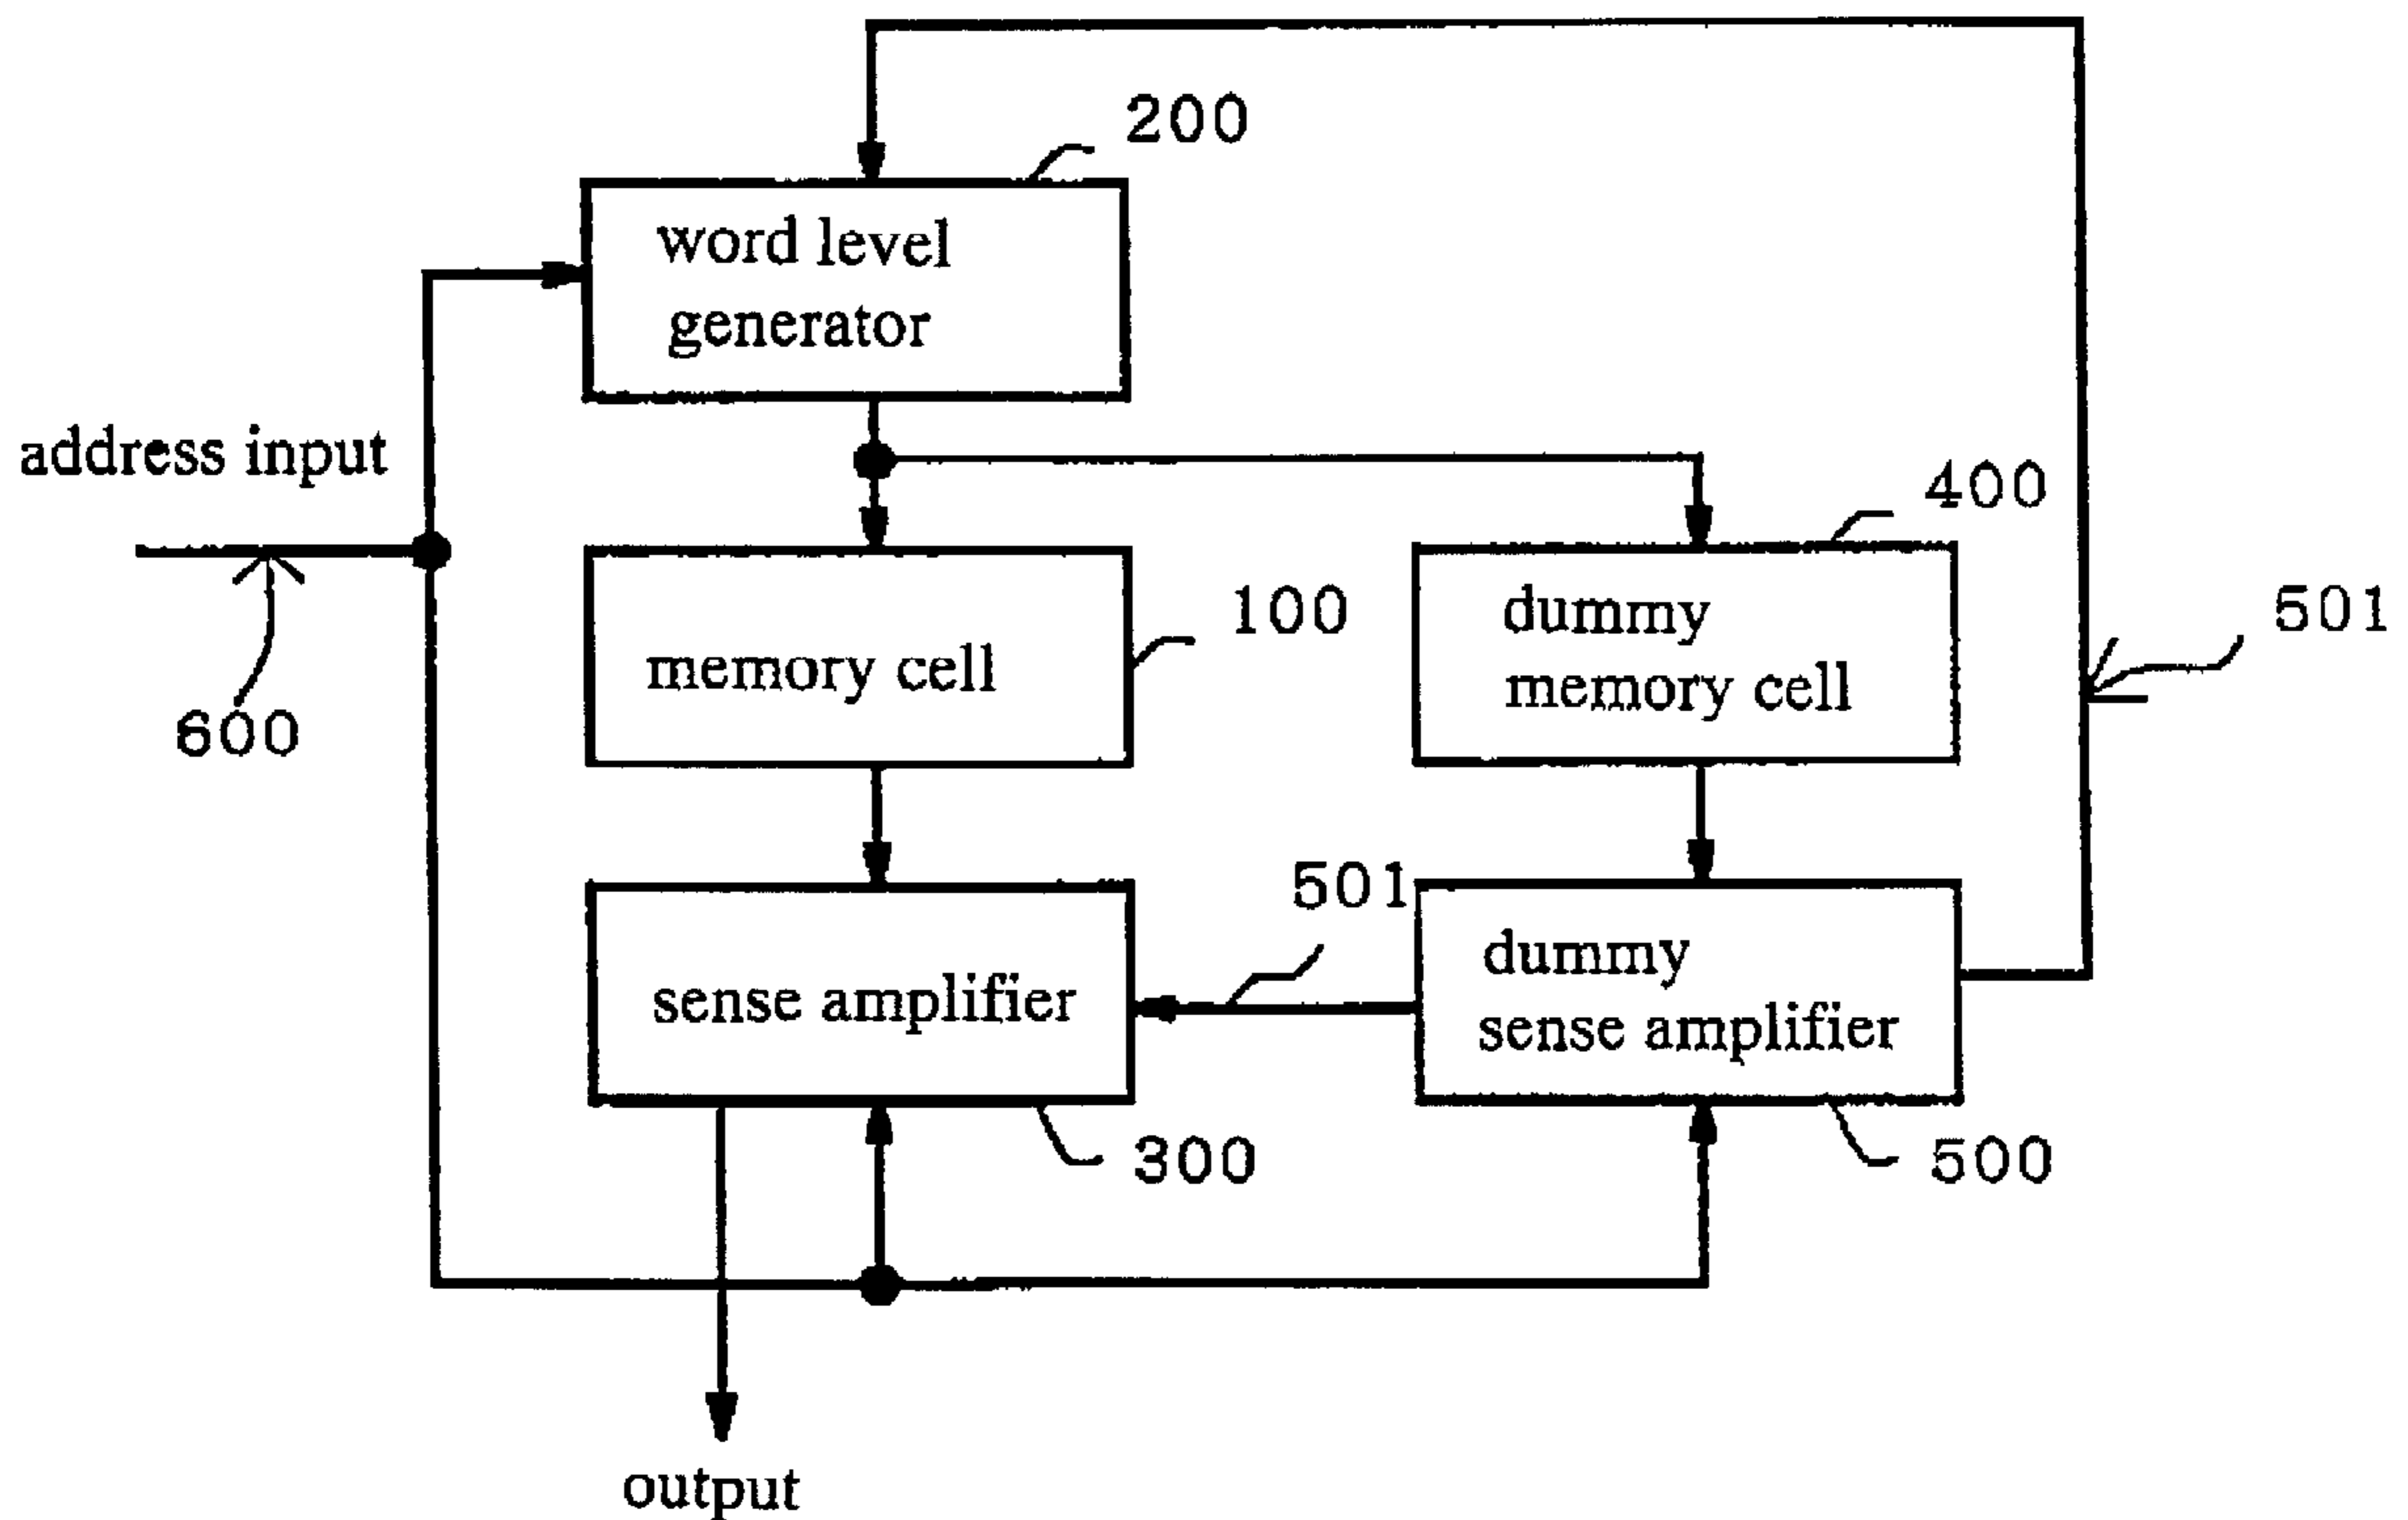 200
word level
generator
address input
400
501
100
dummy
memory cell
memory cell
600
501
sense amplifier
dummy
sense amplifier
300
500
output